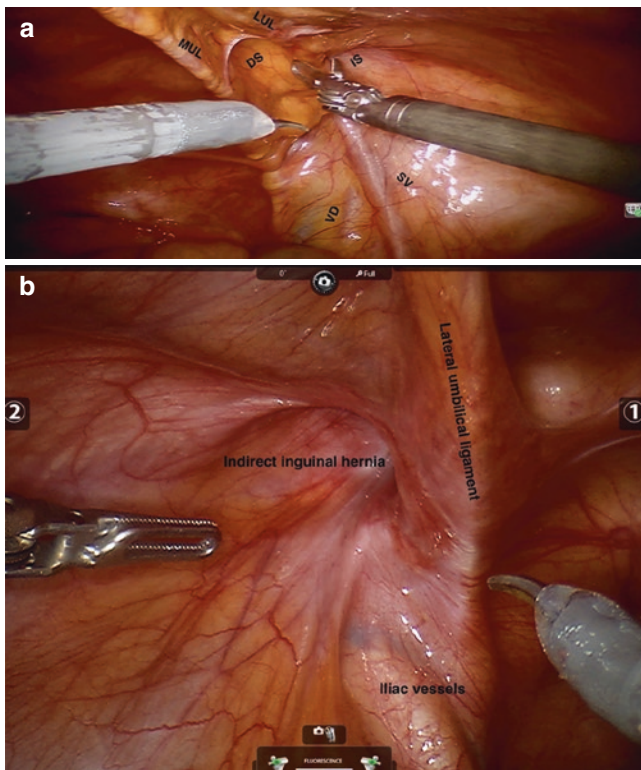 a
LUL
MUL
DS
IS
SV
VD
b
0°
Full
2
1
Lateral umbilical ligament
Indirect inguinal hernia
Iliac vessels
FLUORESCENCE